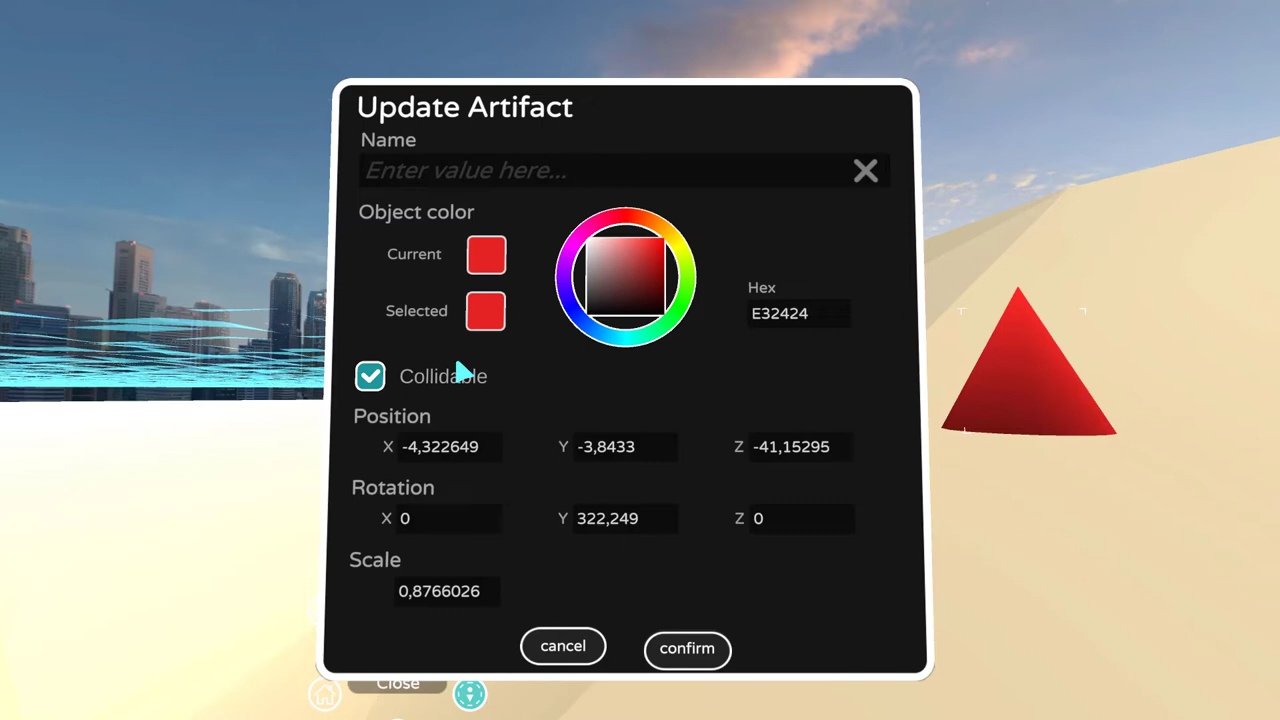 Update Artifact
Name
Enter value here...
Object color
Current
Selected
Hex
E32424
Collidable
Position
X -4,322649 Y -3,8433 Z -41,15295
Rotation
X 0 Y 322,249 Z 0
Scale
0,8766026
cancel confirm
Close